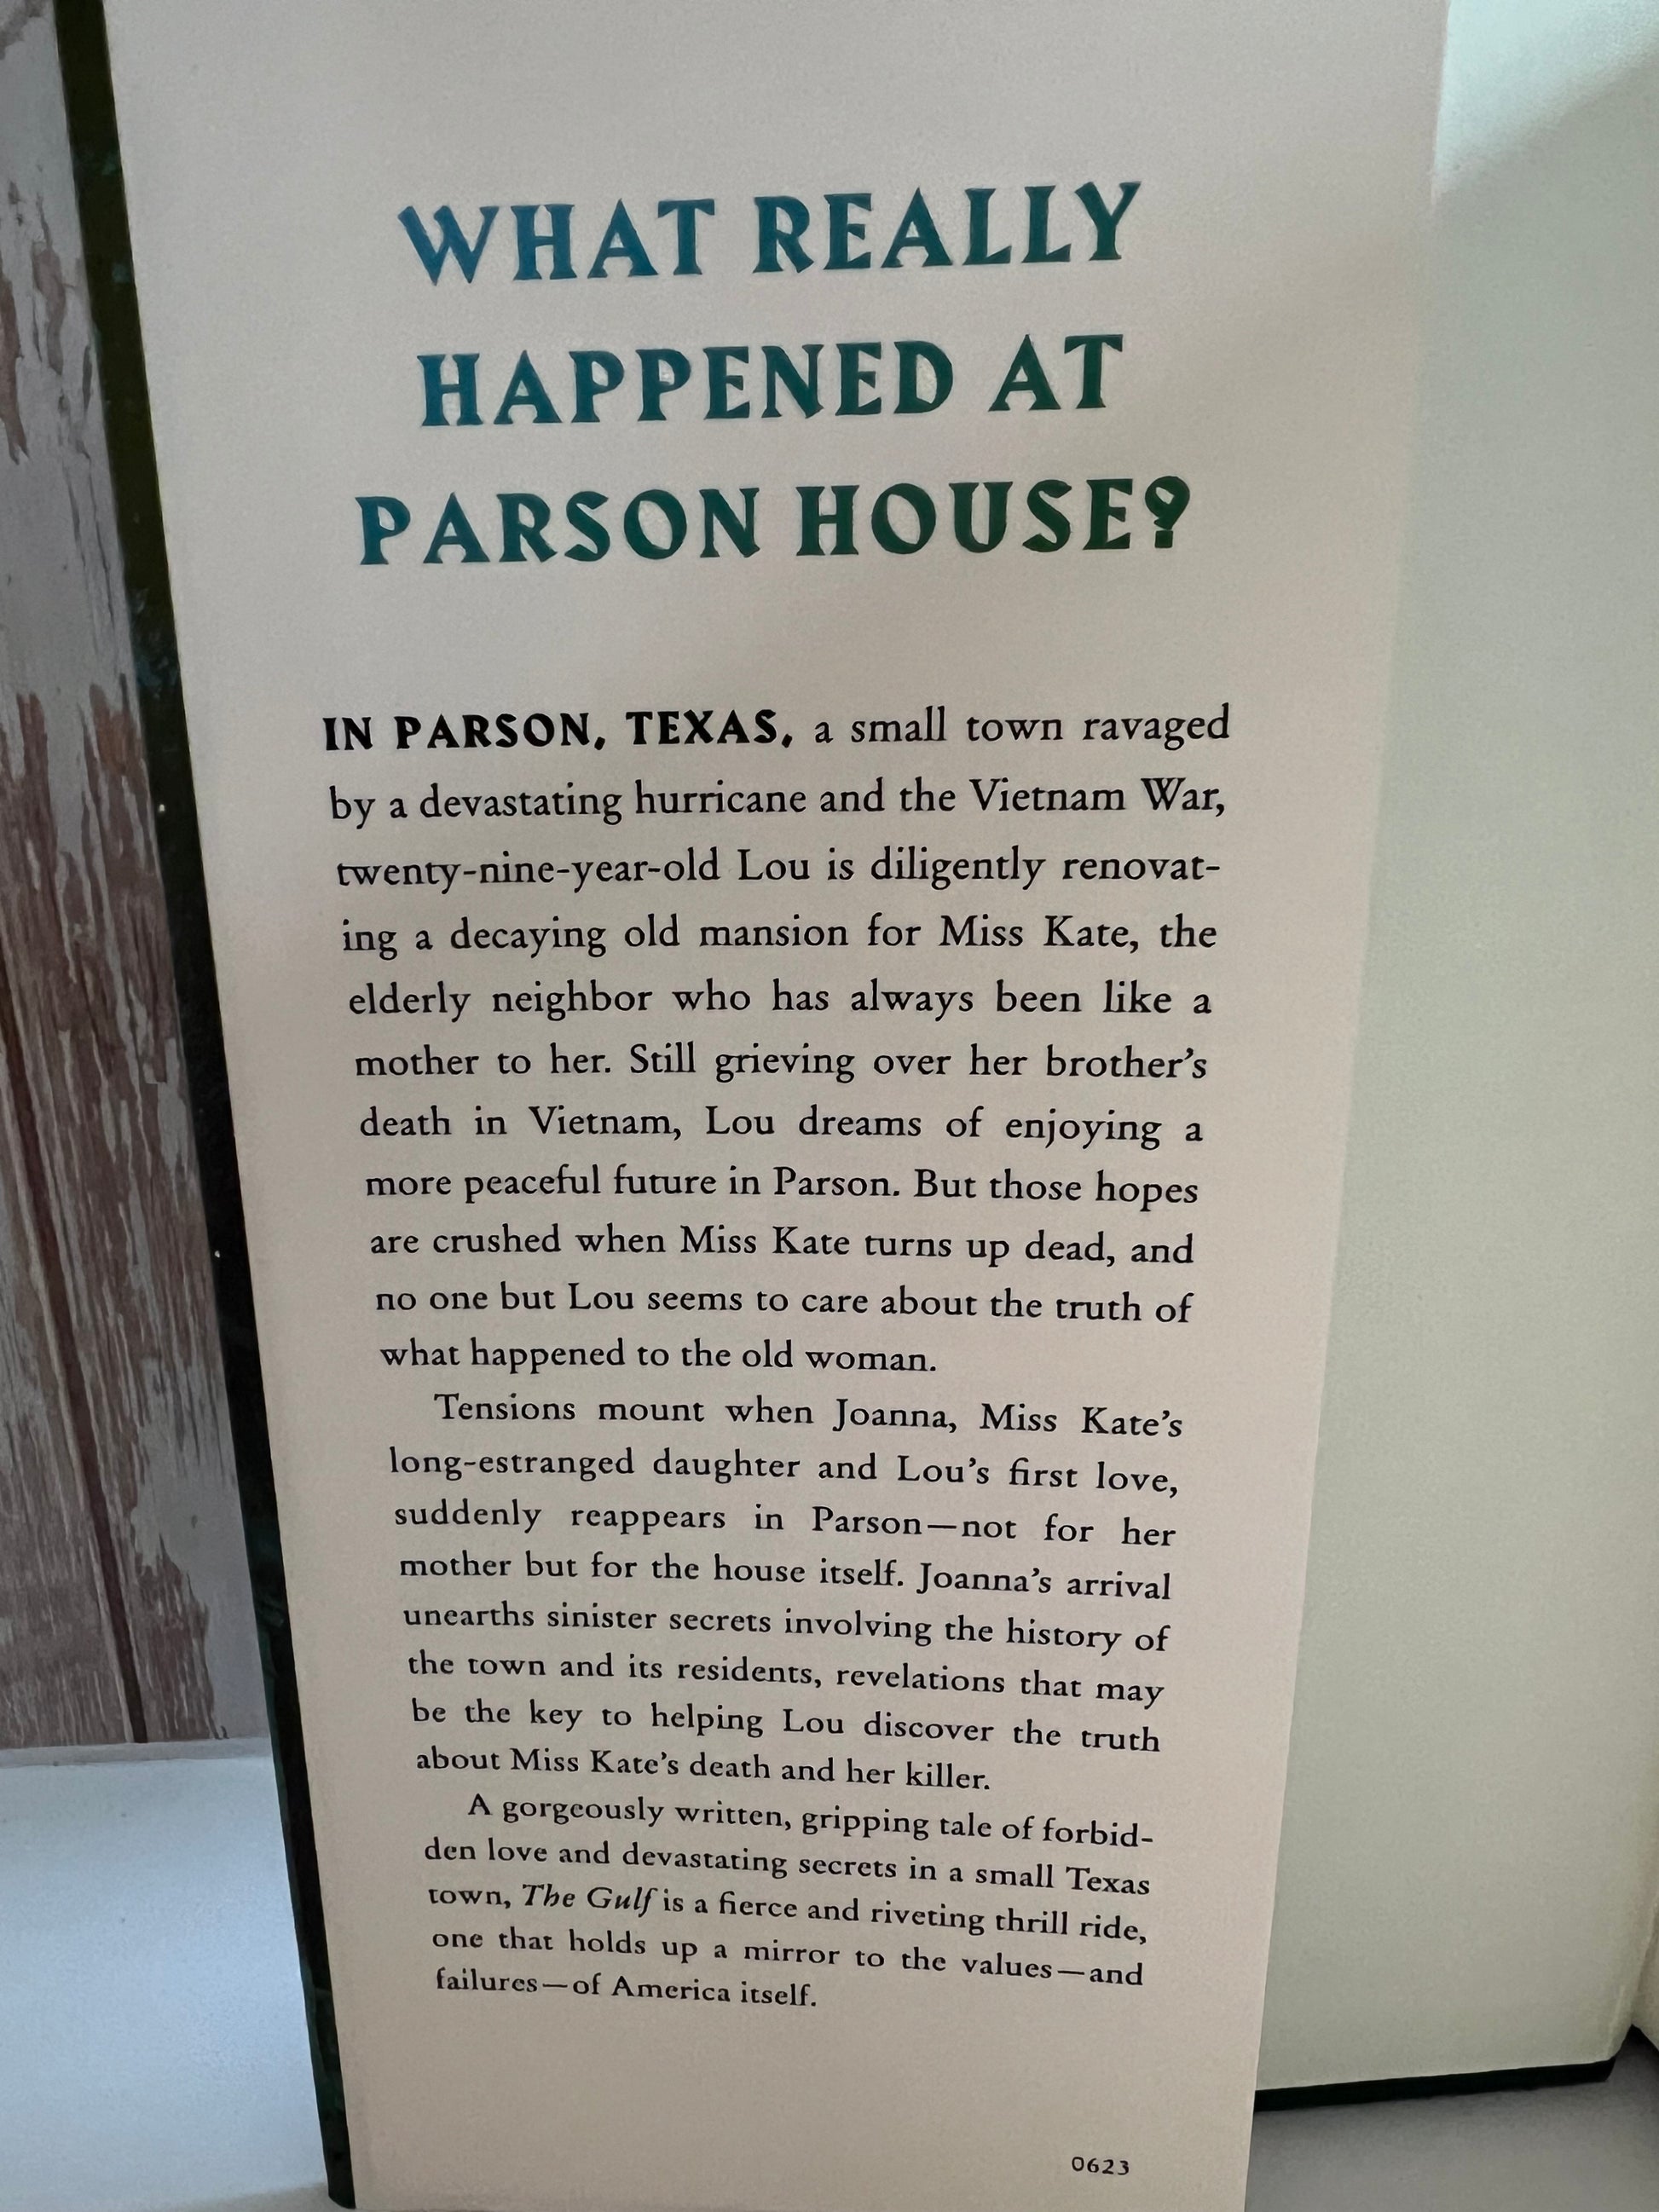 WHAT REALLY
HAPPENED AT
PARSON HOUSE?
IN PARSON, TEXAS, a small town ravaged
by a devastating hurricane and the Vietnam War,
twenty-nine-year-old Lou is diligently renovat-
ing a decaying old mansion for Miss Kate, the
elderly neighbor who has always been like a
mother to her. Still grieving over her brother’s
death in Vietnam, Lou dreams of enjoying a
more peaceful future in Parson. But those hopes
are crushed when Miss Kate turns up dead, and
no one but Lou seems to care about the truth of
what happened to the old woman.
Tensions mount when Joanna, Miss Kate’s
long-estranged daughter and Lou’s first love,
suddenly reappears in Parson—not for her
mother but for the house itself. Joanna’s arrival
unearths sinister secrets involving the history of
the town and its residents, revelations that may
be the key to helping Lou discover the truth
about Miss Kate’s death and her killer.
A gorgeously written, gripping tale of forbid-
den love and devastating secrets in a small Texas
town, The Gulf is a fierce and riveting thrill ride,
one that holds up a mirror to the values—and
failures—of America itself.
0623